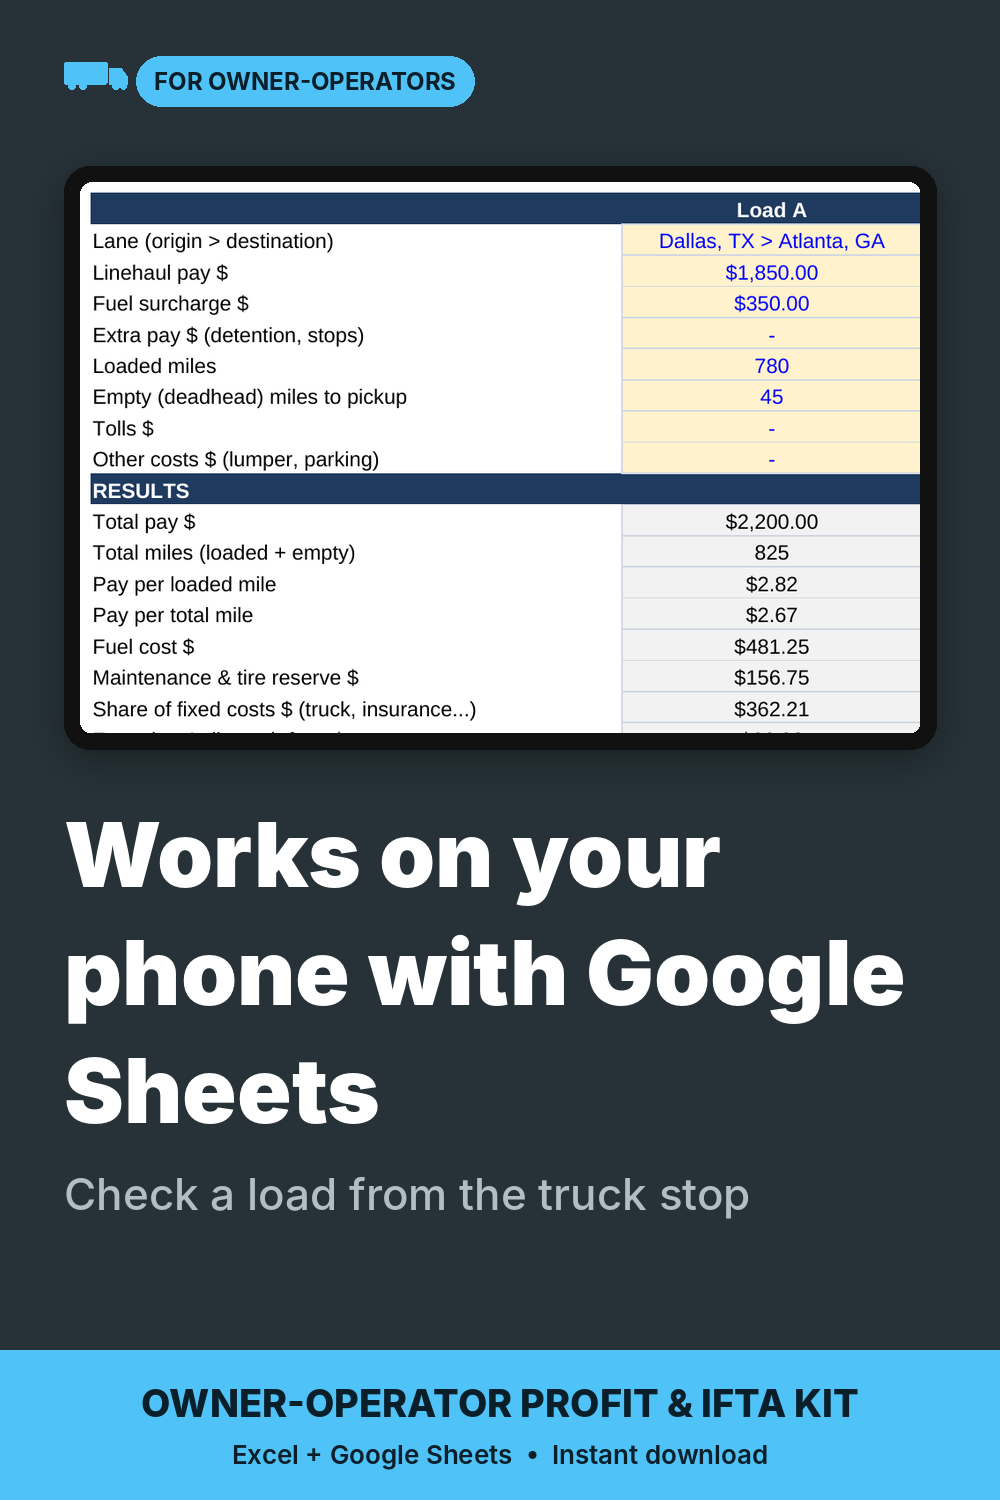 FOR OWNER-OPERATORS
Load A
Lane (origin > destination) Dallas, TX > Atlanta, GA
Linehaul pay $ $1,850.00
Fuel surcharge $ $350.00
Extra pay $ (detention, stops) -
Loaded miles 780
Empty (deadhead) miles to pickup 45
Tolls $ -
Other costs $ (lumper, parking) -
RESULTS
Total pay $ $2,200.00
Total miles (loaded + empty) 825
Pay per loaded mile $2.82
Pay per total mile $2.67
Fuel cost $ $481.25
Maintenance & tire reserve $ $156.75
Share of fixed costs $ (truck, insurance...) $362.21
Works on your
phone with Google
Sheets
Check a load from the truck stop
OWNER-OPERATOR PROFIT & IFTA KIT
Excel + Google Sheets • Instant download